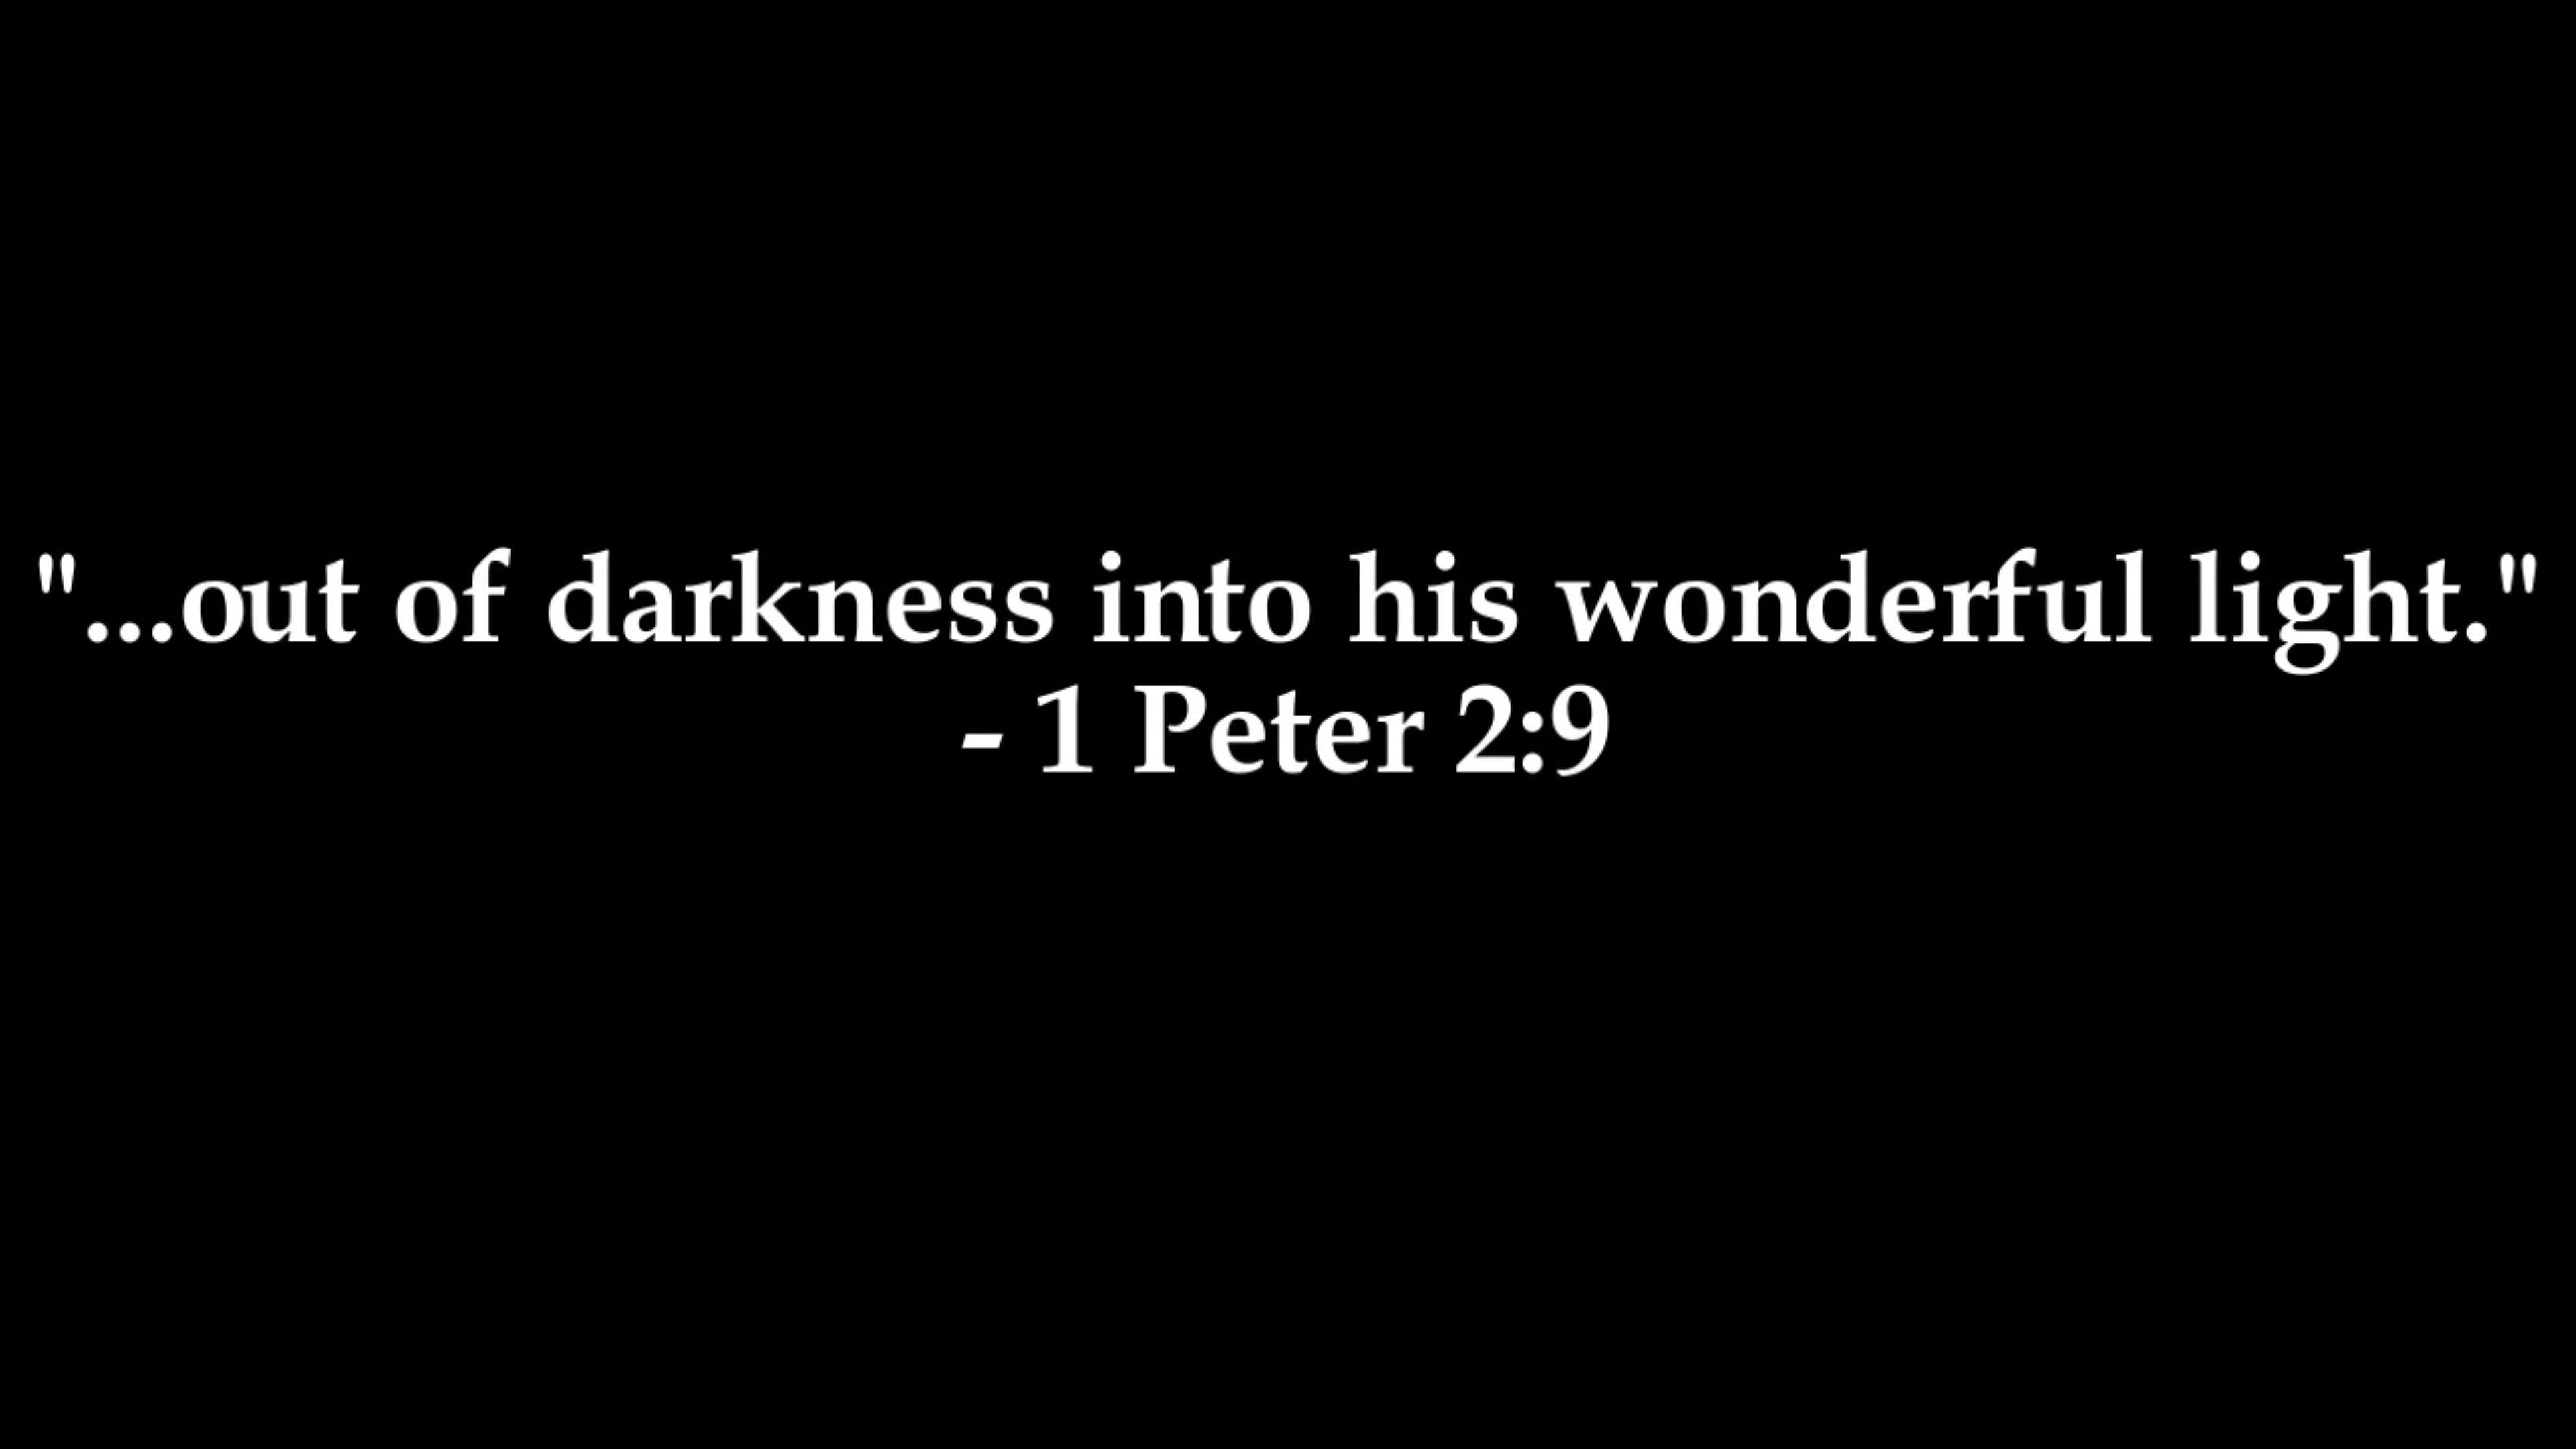 "...out of darkness into his wonderful light."
- 1 Peter 2:9